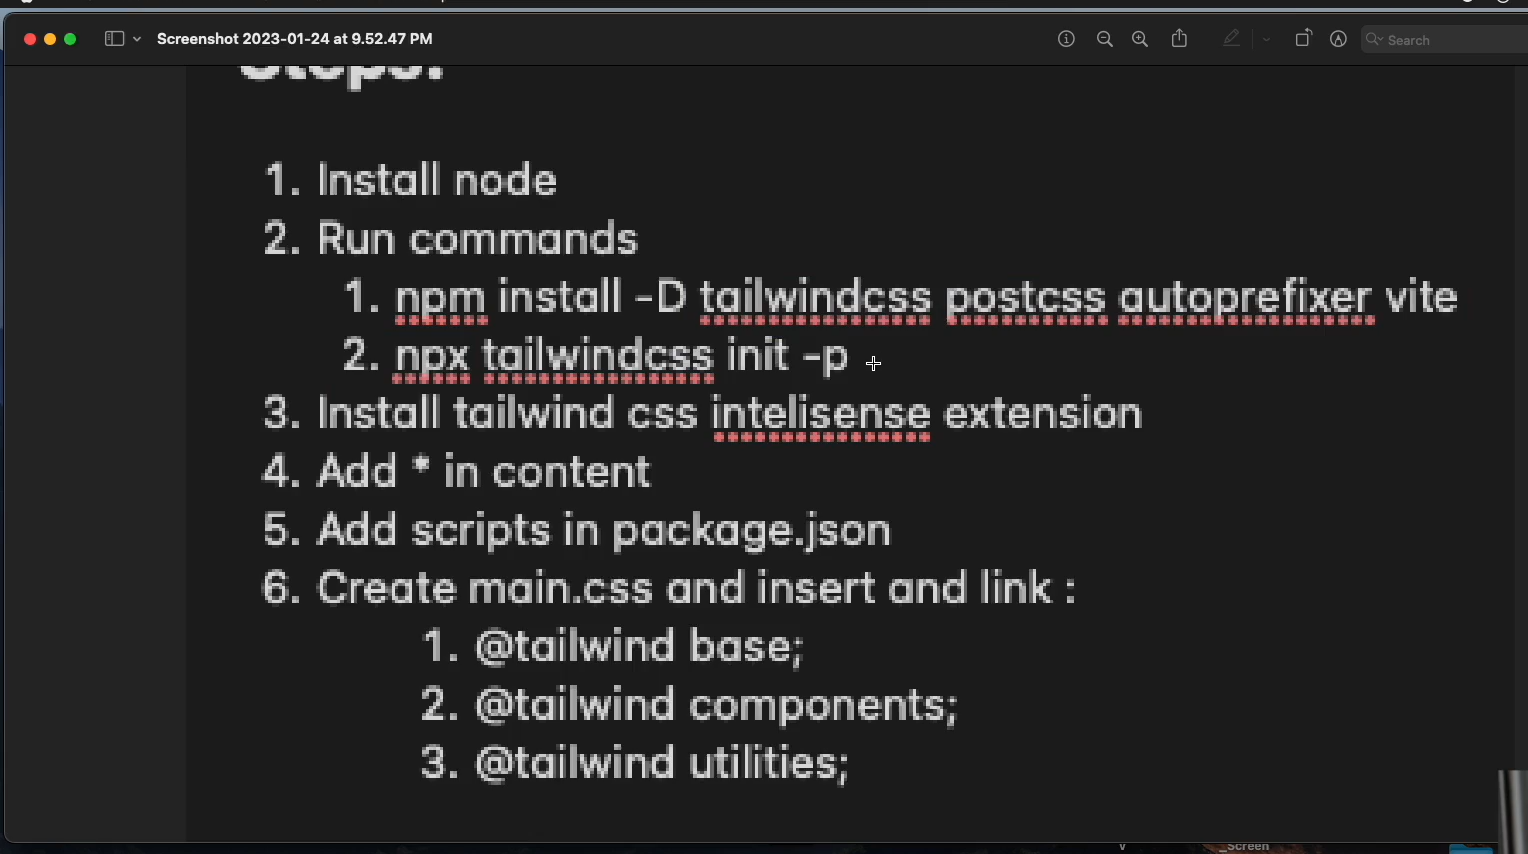 Screenshot 2023-01-24 at 9.52.47 PM
Search
Steps:
1. Install node
2. Run commands
1. npm install -D tailwindcss postcss autoprefixer vite
2. npx tailwindcss init -p
3. Install tailwind css intelisense extension
4. Add * in content
5. Add scripts in package.json
6. Create main.css and insert and link :
1. @tailwind base;
2. @tailwind components;
3. @tailwind utilities;
_Screen